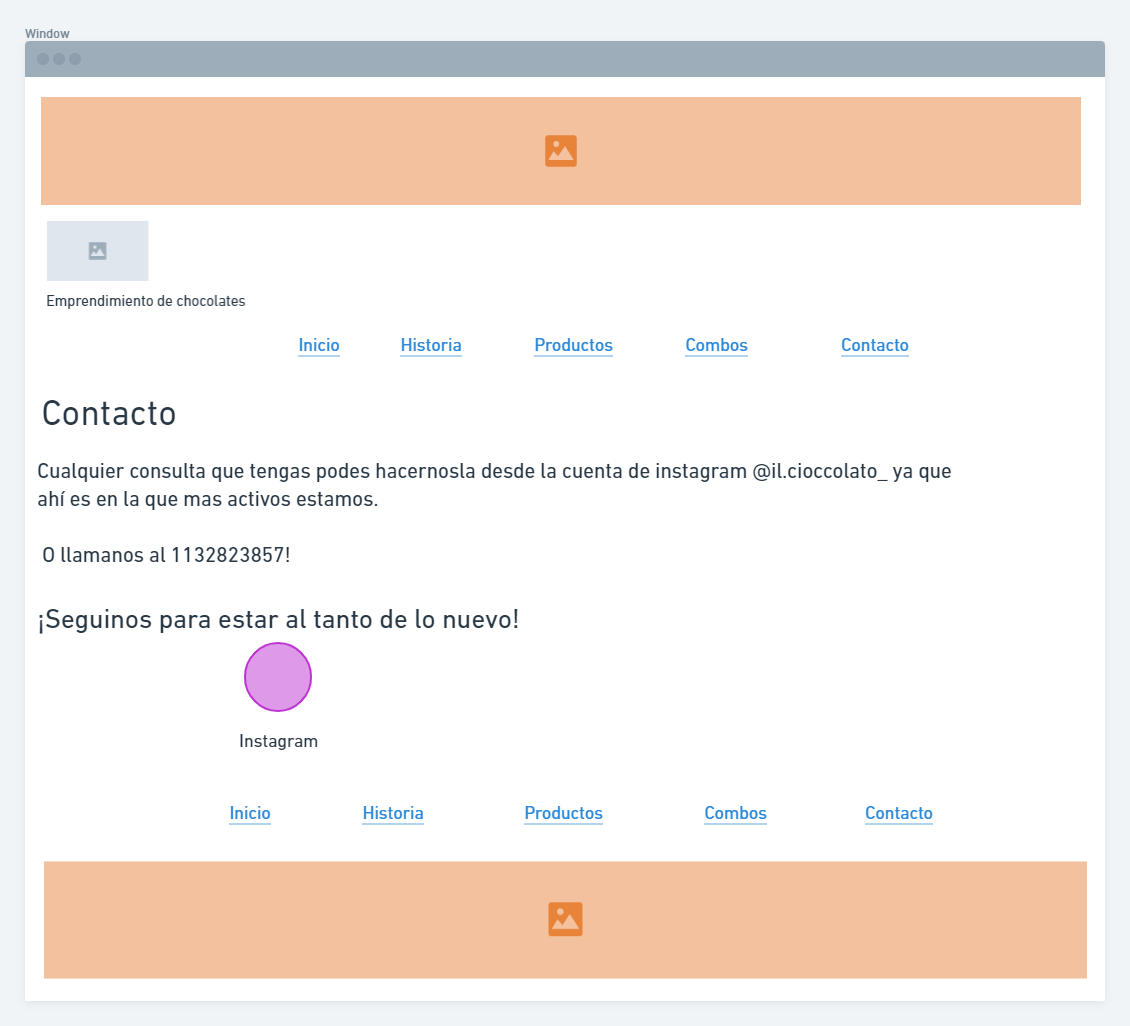 Window
Emprendimiento de chocolates
Inicio Historia Productos Combos Contacto
Contacto
Cualquier consulta que tengas podes hacernosla desde la cuenta de instagram @il.cioccolato_ ya que
ahí es en la que mas activos estamos.
O llamanos al 1132823857!
¡Seguinos para estar al tanto de lo nuevo!
Instagram
Inicio Historia Productos Combos Contacto